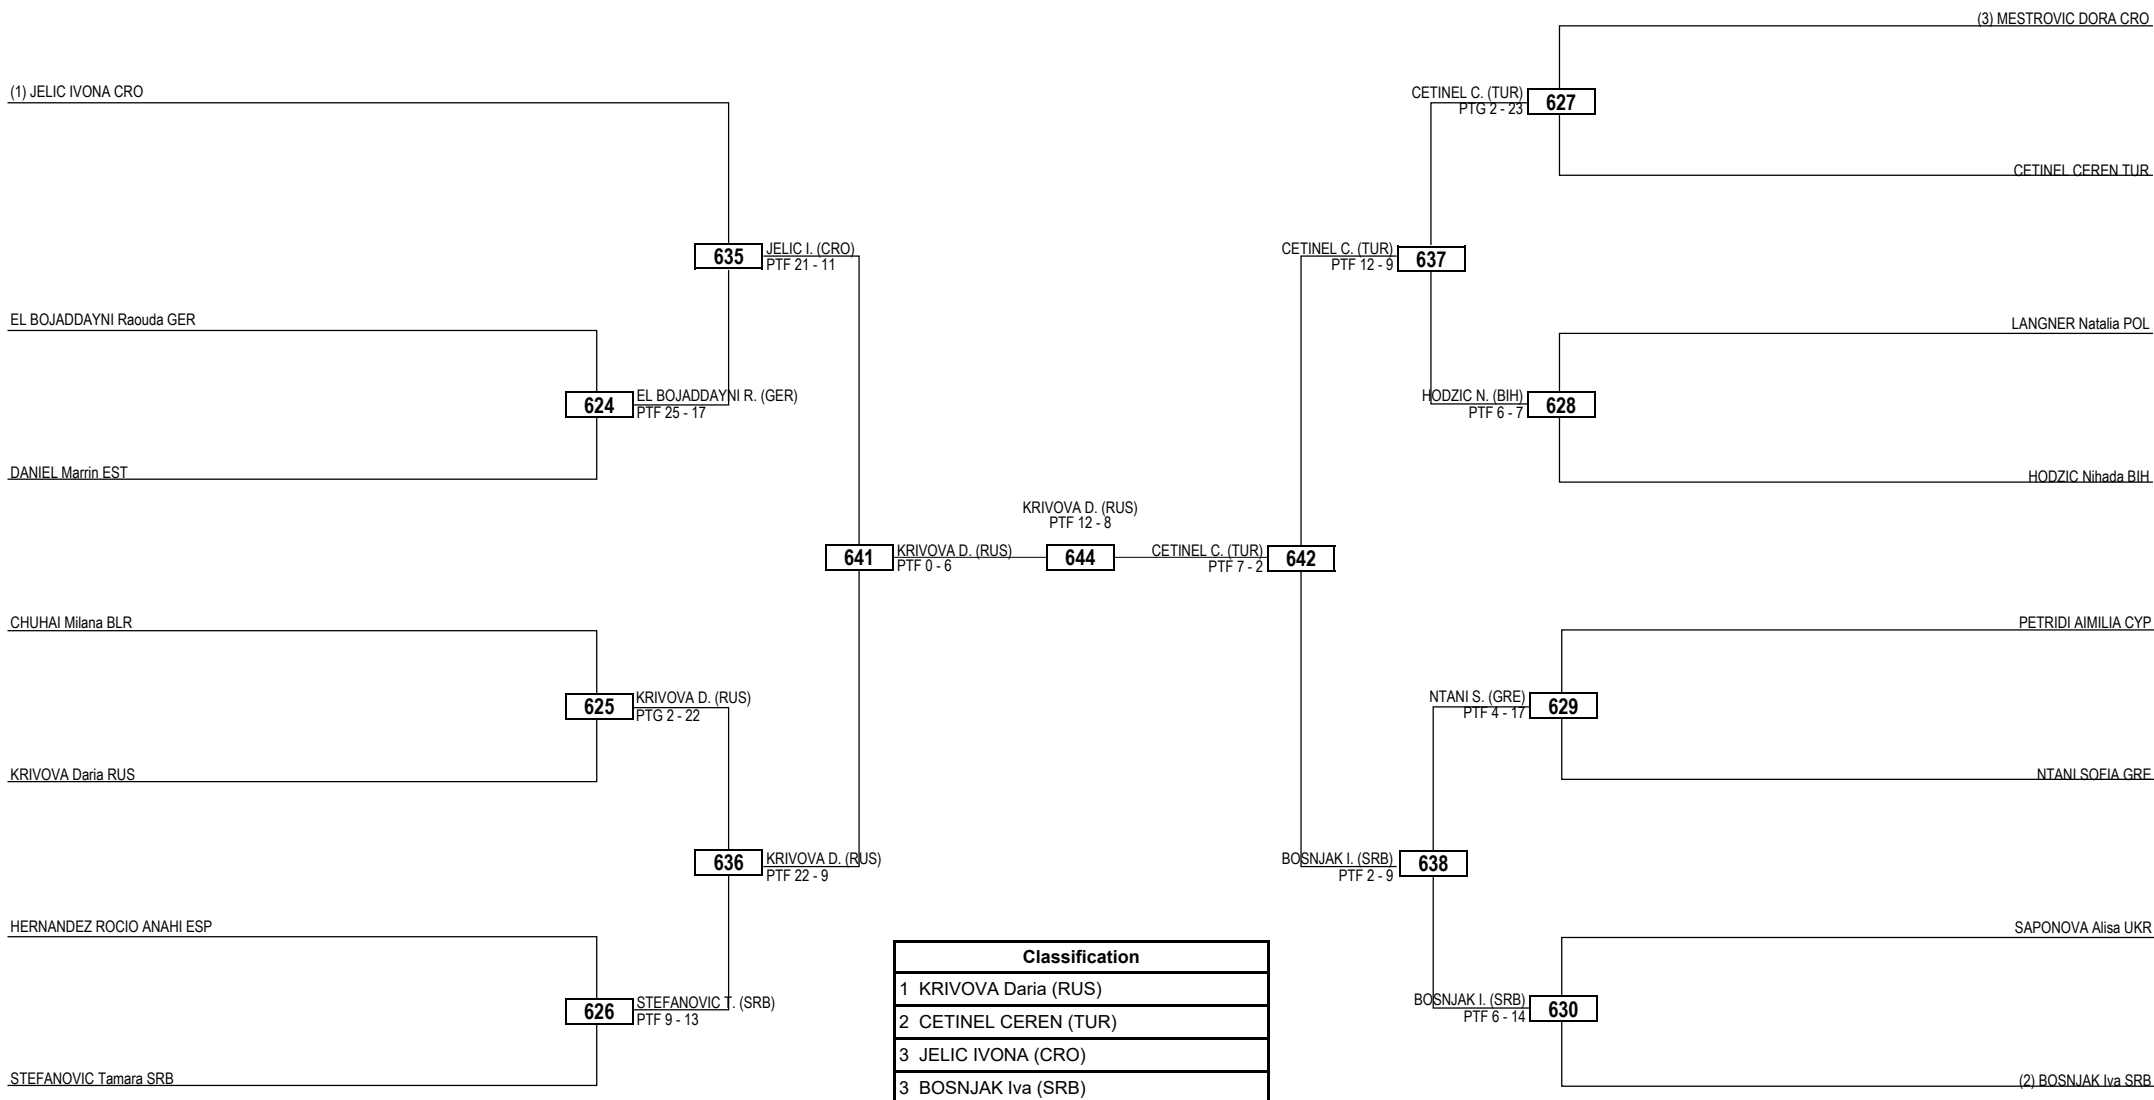 (3) MESTROVIC DORA CRO
(1) JELIC IVONA CRO
CETINEL C. (TUR)
PTG 2 - 23
627
CETINEL CEREN TUR
635
JELIC I. (CRO)
PTF 21 - 11
CETINEL C. (TUR)
PTF 12 - 9
637
EL BOJADDAYNI Raouda GER
LANGNER Natalia POL
624
EL BOJADDAYNI R. (GER)
PTF 25 - 17
HODZIC N. (BIH)
PTF 6 - 7
628
DANIEL Marrin EST
HODZIC Nihada BIH
KRIVOVA D. (RUS)
PTF 12 - 8
641
KRIVOVA D. (RUS)
PTF 0 - 6
644
CETINEL C. (TUR)
PTF 7 - 2
642
CHUHAI Milana BLR
PETRIDI AIMILIA CYP
625
KRIVOVA D. (RUS)
PTG 2 - 22
NTANI S. (GRE)
PTF 4 - 17
629
KRIVOVA Daria RUS
NTANI SOFIA GRE
636
KRIVOVA D. (RUS)
PTF 22 - 9
BOSNJAK I. (SRB)
PTF 2 - 9
638
HERNANDEZ ROCIO ANAHI ESP
SAPONOVA Alisa UKR
626
STEFANOVIC T. (SRB)
PTF 9 - 13
BOSNJAK I. (SRB)
PTF 6 - 14
630
STEFANOVIC Tamara SRB
(2) BOSNJAK Iva SRB
Classification
1 KRIVOVA Daria (RUS)
2 CETINEL CEREN (TUR)
3 JELIC IVONA (CRO)
3 BOSNJAK Iva (SRB)